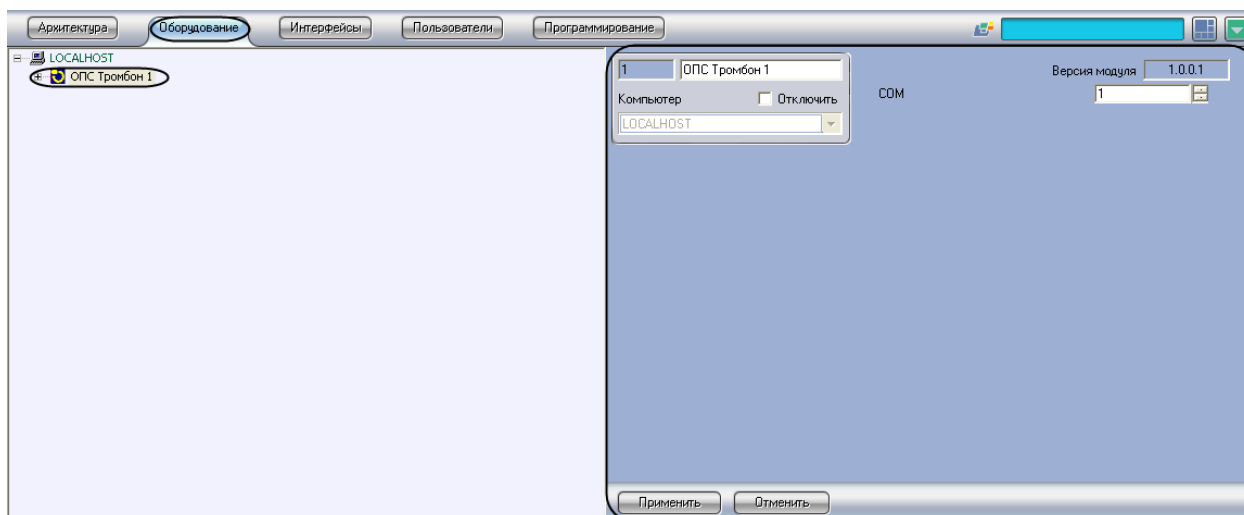 Архитектура Оборудование Интерфейсы Пользователи Программирование
LOCALHOST
ОПС Тромбон 1
1 ОПС Тромбон 1
Версия модуля 1.0.0.1
Компьютер Отключить
COM 1
LOCALHOST
Применить Отменить